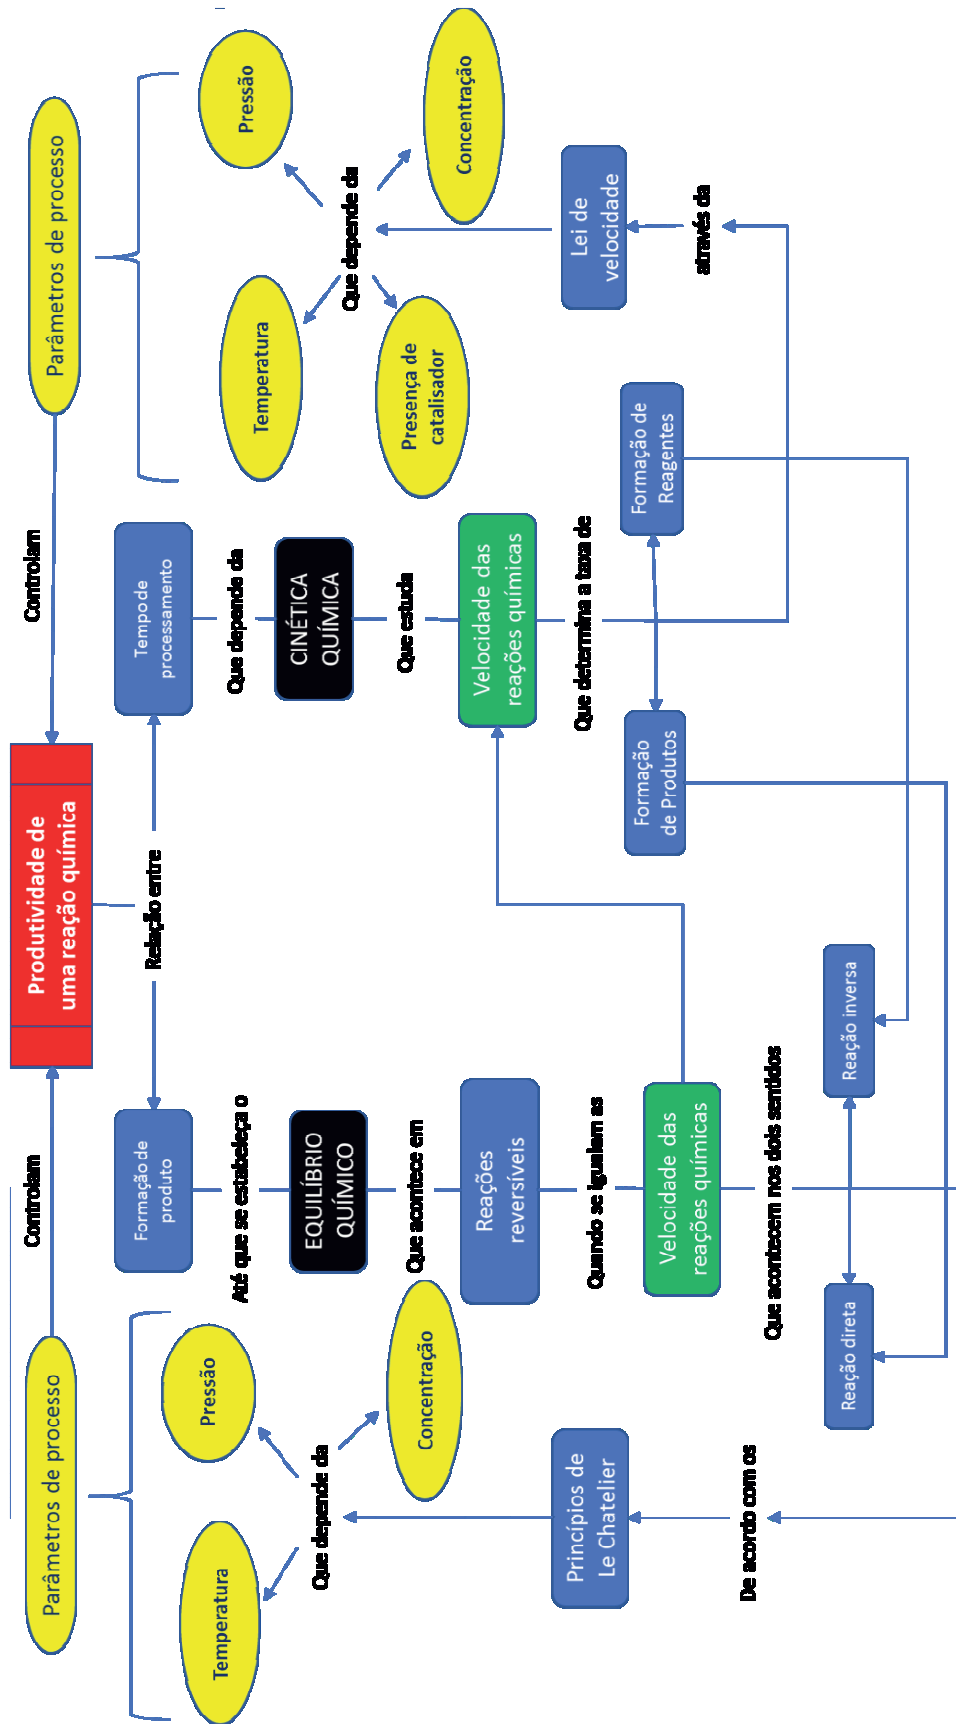 Produtividade de
uma reação química
Controlam
Controlam
Parâmetros de processo
Parâmetros de processo
Relação entre
Formação de
produto
Tempo de
processamento
Até que se estabeleça o
Que depende da
EQUILÍBRIO
QUÍMICO
CINÉTICA
QUÍMICA
Que acontece em
Que estuda
Reações
reversíveis
Velocidade das
reações químicas
Quando se igualam as
Que determina a taxa de
Velocidade das
reações químicas
Formação
de Produtos
Formação de
Reagentes
Que acontecem nos dois sentidos
Reação direta
Reação inversa
De acordo com os
Princípios de
Le Chatelier
Que depende da
Temperatura
Pressão
Concentração
através da
Lei de
velocidade
Que depende da
Temperatura
Pressão
Presença de
catalisador
Concentração